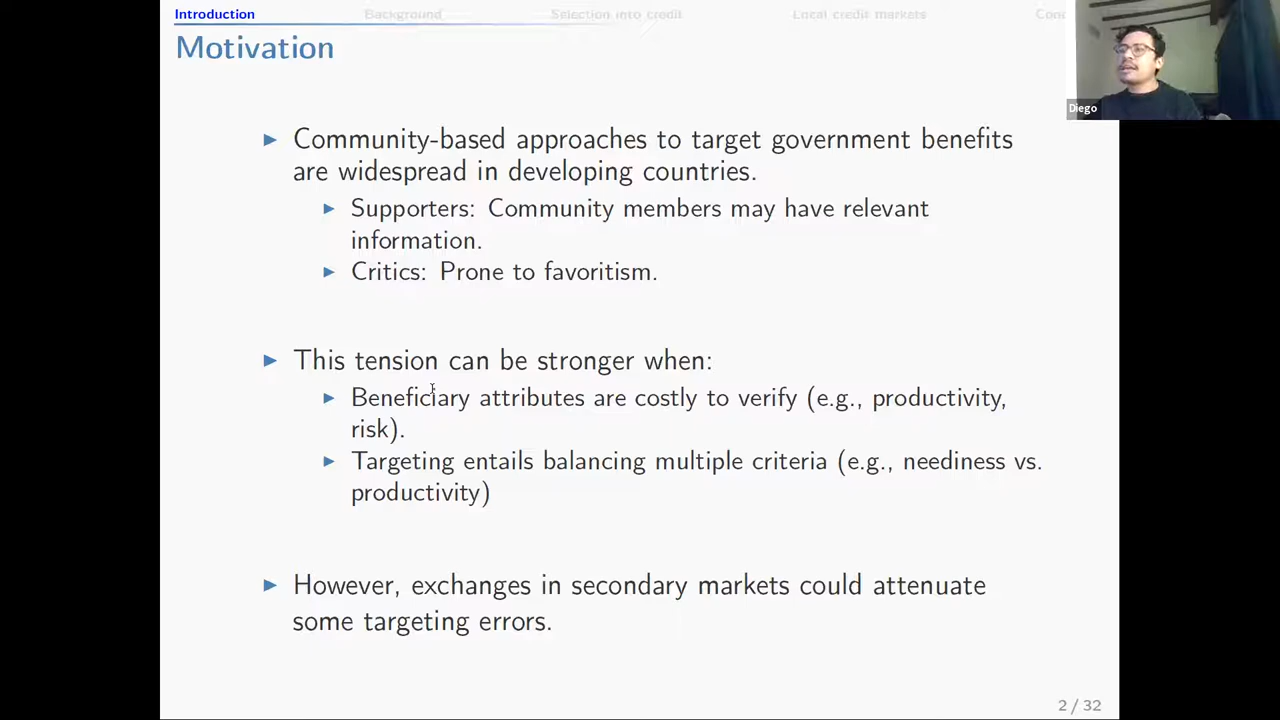 Introduction Background Selection into credit Local credit markets
Motivation
Diego
Community-based approaches to target government benefits
are widespread in developing countries.
Supporters: Community members may have relevant
information.
Critics: Prone to favoritism.
This tension can be stronger when:
Beneficiary attributes are costly to verify (e.g., productivity,
risk).
Targeting entails balancing multiple criteria (e.g., neediness vs.
productivity)
However, exchanges in secondary markets could attenuate
some targeting errors.
2 / 32